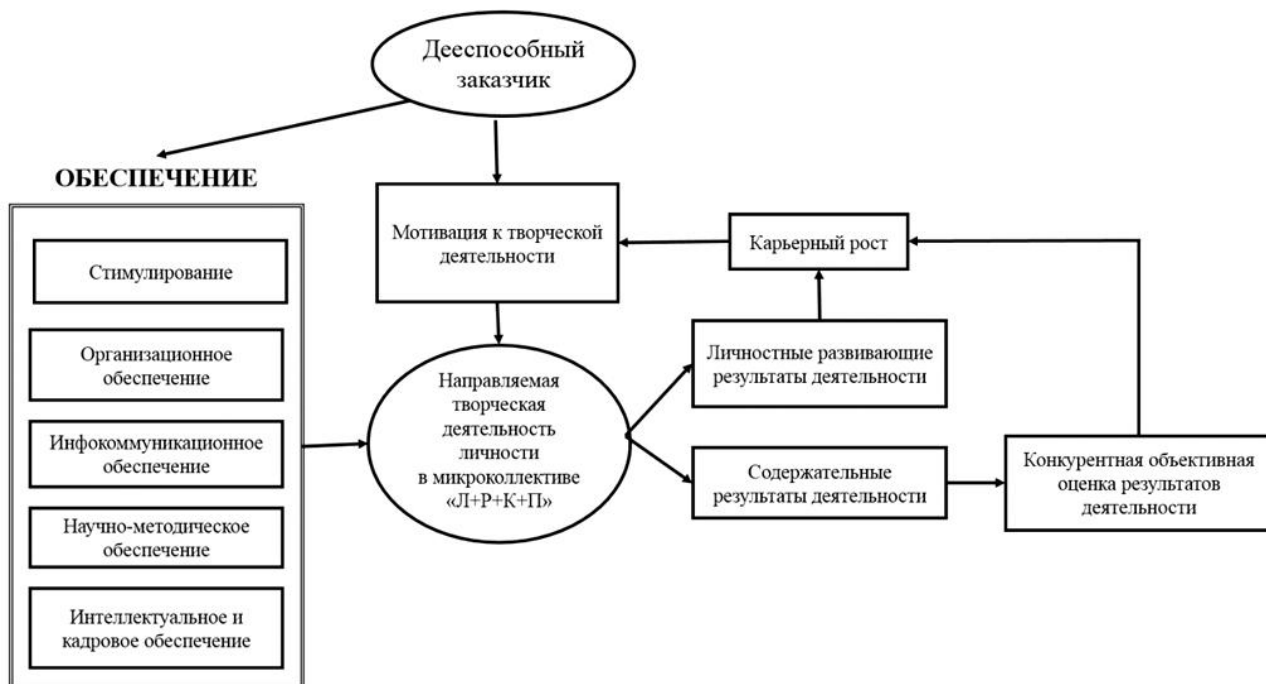 Дееспособный
заказчик
ОБЕСПЕЧЕНИЕ
Стимулирование
Организационное
обеспечение
Инфокоммуникационное
обеспечение
Научно-методическое
обеспечение
Интеллектуальное и
кадровое обеспечение
Мотивация к творческой
деятельности
Карьерный рост
Направляемая
творческая
деятельность
личности
в микроколлективе
«Л+Р+К+П»
Личностные развивающие
результаты деятельности
Содержательные
результаты деятельности
Конкурентная объективная
оценка результатов
деятельности